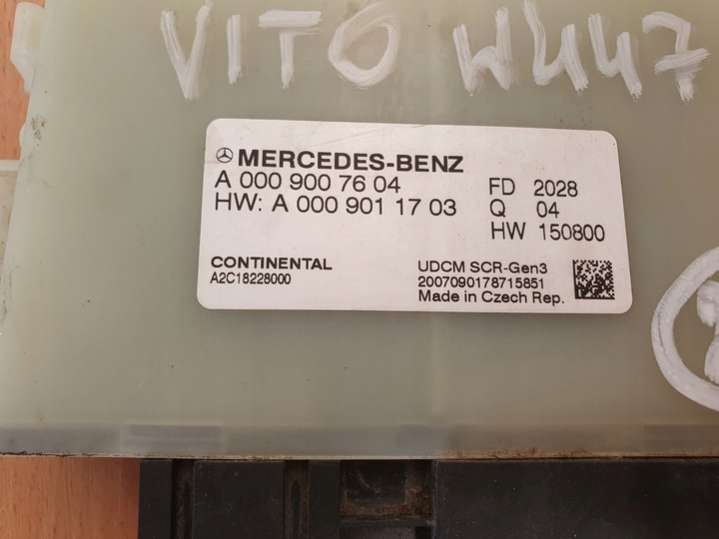 VITO W447
MERCEDES-BENZ
A 000 900 76 04
HW: A 000 901 17 03
FD 2028
Q 04
HW 150800
CONTINENTAL
A2C18228000
UDCM SCR-Gen3
2007090178715851
Made in Czech Rep.